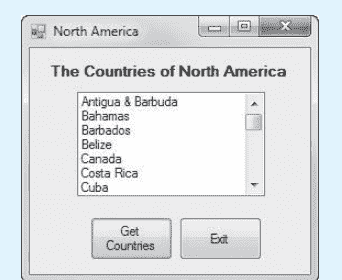 North America
The Countries of North America
Antigua & Barbuda
Bahamas
Barbados
Belize
Canada
Costa Rica
Cuba
Get
Countries
Exit